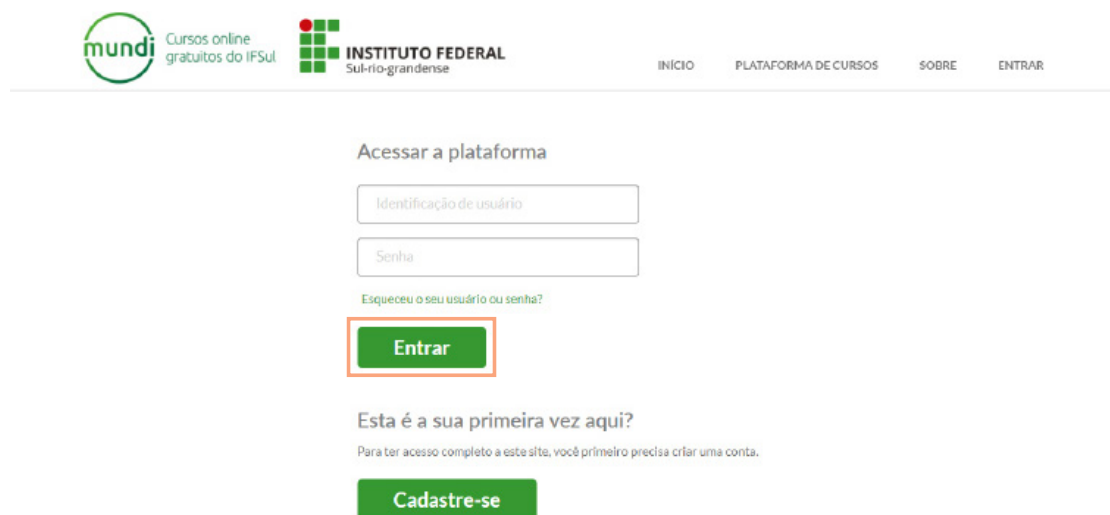 mundi
Cursos online
gratuitos do IFSul
INSTITUTO FEDERAL
Sul-rio-grandense
INÍCIO PLATAFORMA DE CURSOS SOBRE ENTRAR
Acessar a plataforma
Identificação de usuário
Senha
Esqueceu o seu usuário ou senha?
Entrar
Esta é a sua primeira vez aqui?
Para ter acesso completo a este site, você primeiro precisa criar uma conta.
Cadastre-se